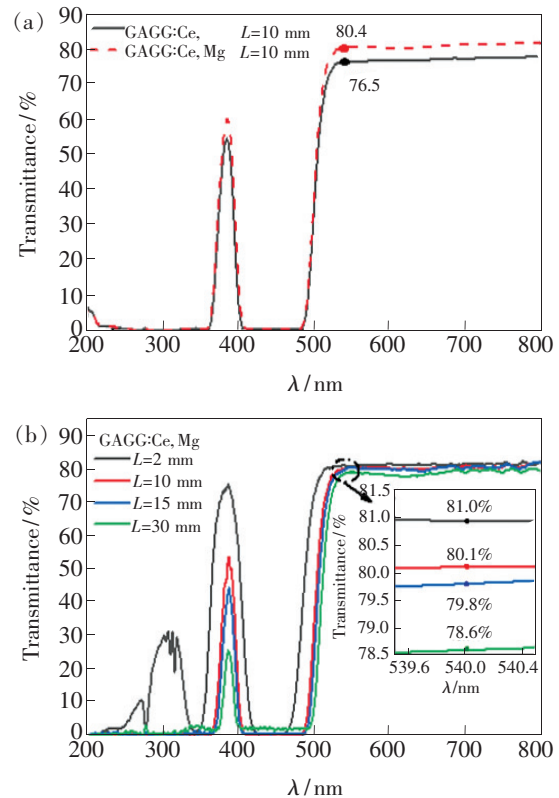 (a)
GAGG:Ce, L=10 mm
GAGG:Ce, Mg L=10 mm
80.4
76.5
90
80
70
60
50
40
30
20
10
0
Transmittance/%
200 300 400 500 600 700 800
λ/nm
(b)
GAGG:Ce, Mg
L=2 mm
L=10 mm
L=15 mm
L=30 mm
90
80
70
60
50
40
30
20
10
0
Transmittance/%
200 300 400 500 600 700 800
λ/nm
81.5
81.0
80.5
80.0
79.5
79.0
78.5
Transmittance/%
81.0%
80.1%
79.8%
78.6%
539.6 540.0 540.4
λ/nm